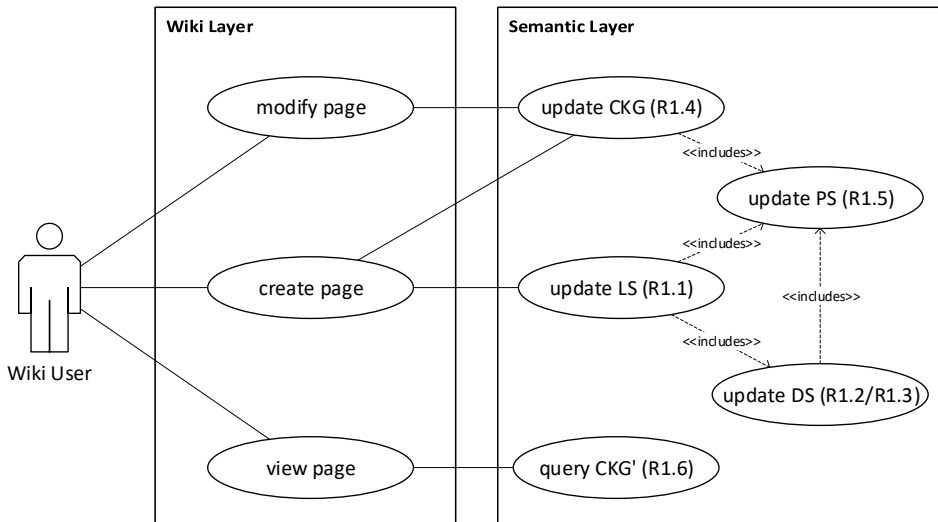 Wiki Layer
Semantic Layer
modify page
update CKG (R1.4)
<<includes>>
update PS (R1.5)
<<includes>>
create page
update LS (R1.1)
<<includes>>
<<includes>>
Wiki User
update DS (R1.2/R1.3)
view page
query CKG' (R1.6)